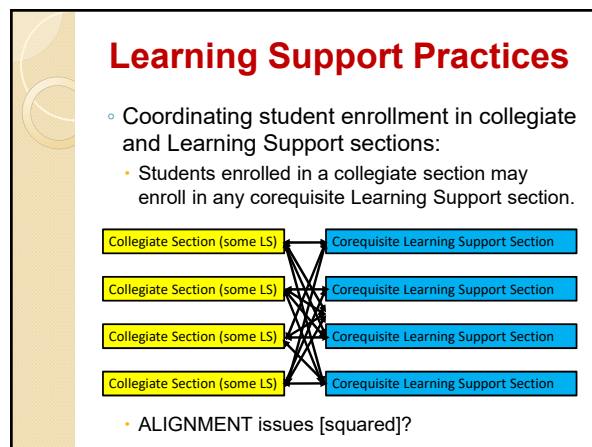 Learning Support Practices
◦ Coordinating student enrollment in collegiate
and Learning Support sections:
• Students enrolled in a collegiate section may
enroll in any corequisite Learning Support section.
Collegiate Section (some LS) Corequisite Learning Support Section
Collegiate Section (some LS) Corequisite Learning Support Section
Collegiate Section (some LS) Corequisite Learning Support Section
Collegiate Section (some LS) Corequisite Learning Support Section
• ALIGNMENT issues [squared]?